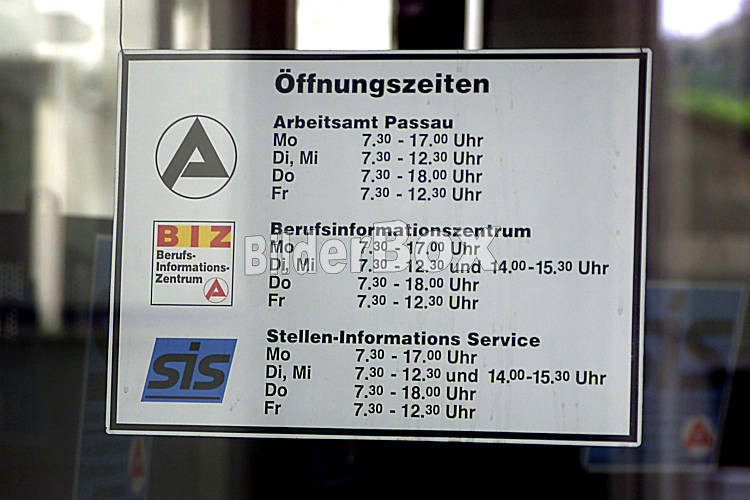 Öffnungszeiten
Arbeitsamt Passau
Mo 7.30 - 17.00 Uhr
Di, Mi 7.30 - 12.30 Uhr
Do 7.30 - 18.00 Uhr
Fr 7.30 - 12.30 Uhr
BIZ
Berufs-
Informations-
Zentrum
Berufsinformationszentrum
BilderBox
Mo 7.30 - 17.00 Uhr
Di, Mi 7.30 - 12.30 und 14.00-15.30 Uhr
Do 7.30 - 18.00 Uhr
Fr 7.30 - 12.30 Uhr
sis
Stellen-Informations Service
Mo 7.30 - 17.00 Uhr
Di, Mi 7.30 - 12.30 und 14.00-15.30 Uhr
Do 7.30 - 18.00 Uhr
Fr 7.30 - 12.30 Uhr